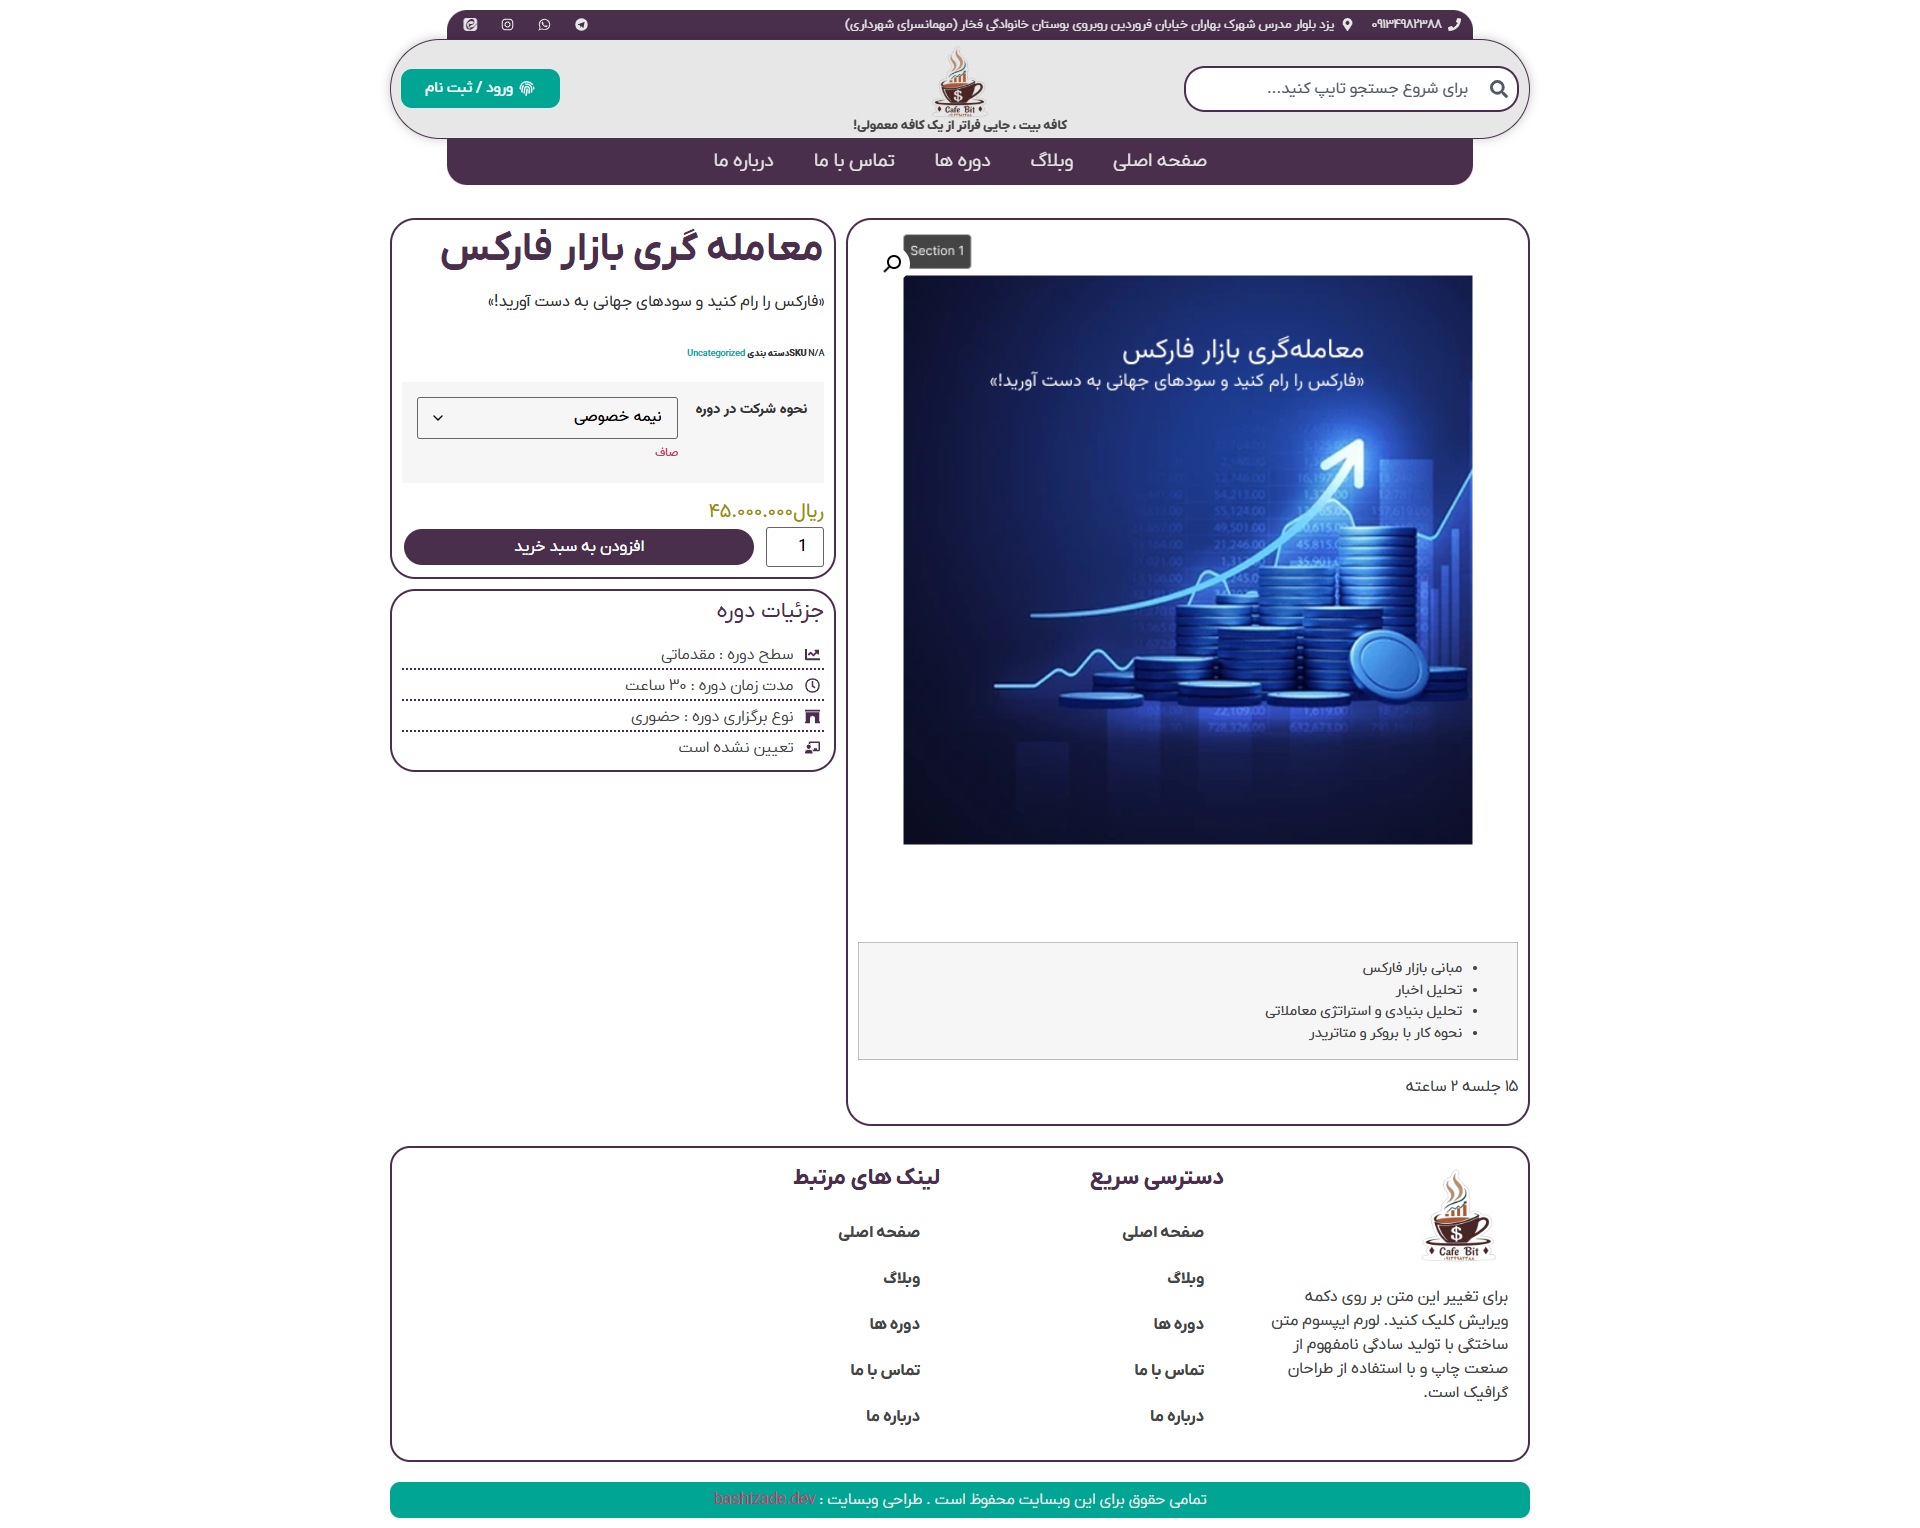 ۰۹۱۳۴۹۸۲۳۸۸
یزد بلوار مدرس شهرک بهاران خیابان فروردین روبروی بوستان خانوادگی فخار (مهمانسرای شهرداری)
برای شروع جستجو تایپ کنید...
Cafe Bit
کافه بیت ، جایی فراتر از یک کافه معمولی!
ورود / ثبت نام
صفحه اصلی
وبلاگ
دوره ها
تماس با ما
درباره ما
Section 1
معامله‌گری بازار فارکس
«فارکس را رام کنید و سودهای جهانی به دست آورید!»
معامله گری بازار فارکس
«فارکس را رام کنید و سودهای جهانی به دست آورید!»
SKU N/Aدسته بندی Uncategorized
نحوه شرکت در دوره
نیمه خصوصی
صاف
ریال۴۵.۰۰۰.۰۰۰
1
افزودن به سبد خرید
جزئیات دوره
سطح دوره : مقدماتی
مدت زمان دوره : ۳۰ ساعت
نوع برگزاری دوره : حضوری
تعیین نشده است
مبانی بازار فارکس
تحلیل اخبار
تحلیل بنیادی و استراتژی معاملاتی
نحوه کار با بروکر و متاتریدر
۱۵ جلسه ۲ ساعته
Cafe Bit
برای تغییر این متن بر روی دکمه
ویرایش کلیک کنید. لورم ایپسوم متن
ساختگی با تولید سادگی نامفهوم از
صنعت چاپ و با استفاده از طراحان
گرافیک است.
دسترسی سریع
صفحه اصلی
وبلاگ
دوره ها
تماس با ما
درباره ما
لینک های مرتبط
صفحه اصلی
وبلاگ
دوره ها
تماس با ما
درباره ما
تمامی حقوق برای این وبسایت محفوظ است . طراحی وبسایت : bashizade.dev